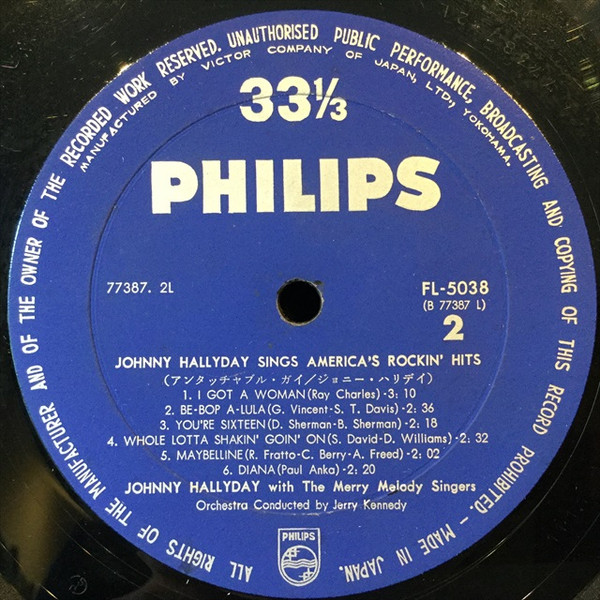 ALL RIGHTS OF THE MANUFACTURER AND OF THE OWNER OF THE RECORDED WORK RESERVED. UNAUTHORISED PUBLIC PERFORMANCE, BROADCASTING AND COPYING OF THIS RECORD PROHIBITED. – MADE IN JAPAN.
MANUFACTURED BY VICTOR COMPANY OF JAPAN, LTD., YOKOHAMA.
33⅓
PHILIPS
77387. 2L
FL-5038
(B 77387 L)
2
JOHNNY HALLYDAY SINGS AMERICA'S ROCKIN' HITS
(アンタッチャブル・ガイ/ジョニー・ハリデイ)
1. I GOT A WOMAN(Ray Charles)-3: 10
2. BE-BOP A-LULA(G. Vincent-S. T. Davis)-2: 36
3. YOU'RE SIXTEEN(D. Sherman-B. Sherman)-2: 18
4. WHOLE LOTTA SHAKIN' GOIN' ON(S. David-D. Williams)-2: 32
5. MAYBELLINE(R. Fratto-C. Berry-A. Freed)-2: 02
6. DIANA(Paul Anka)-2: 20
JOHNNY HALLYDAY with The Merry Melody Singers
Orchestra Conducted by Jerry Kennedy
PHILIPS